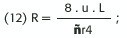 (12) R = 8 . u . L ;
ñr4